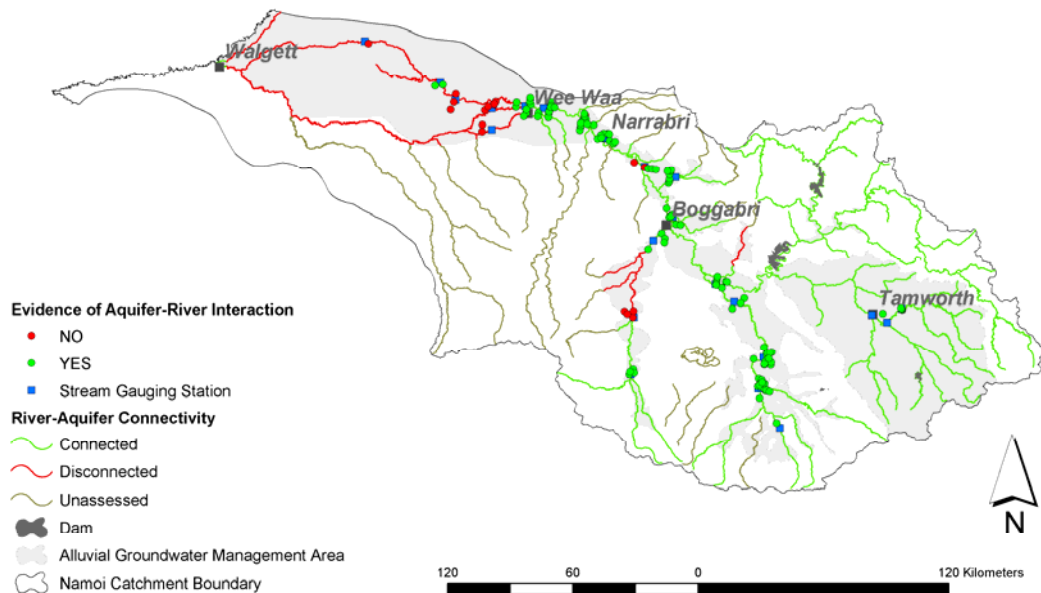 Walgett
Wee Waa
Narrabri
Boggabri
Tamworth
Evidence of Aquifer-River Interaction
NO
YES
Stream Gauging Station
River-Aquifer Connectivity
Connected
Disconnected
Unassessed
Dam
Alluvial Groundwater Management Area
Namoi Catchment Boundary
N
120 60 0 120 Kilometers